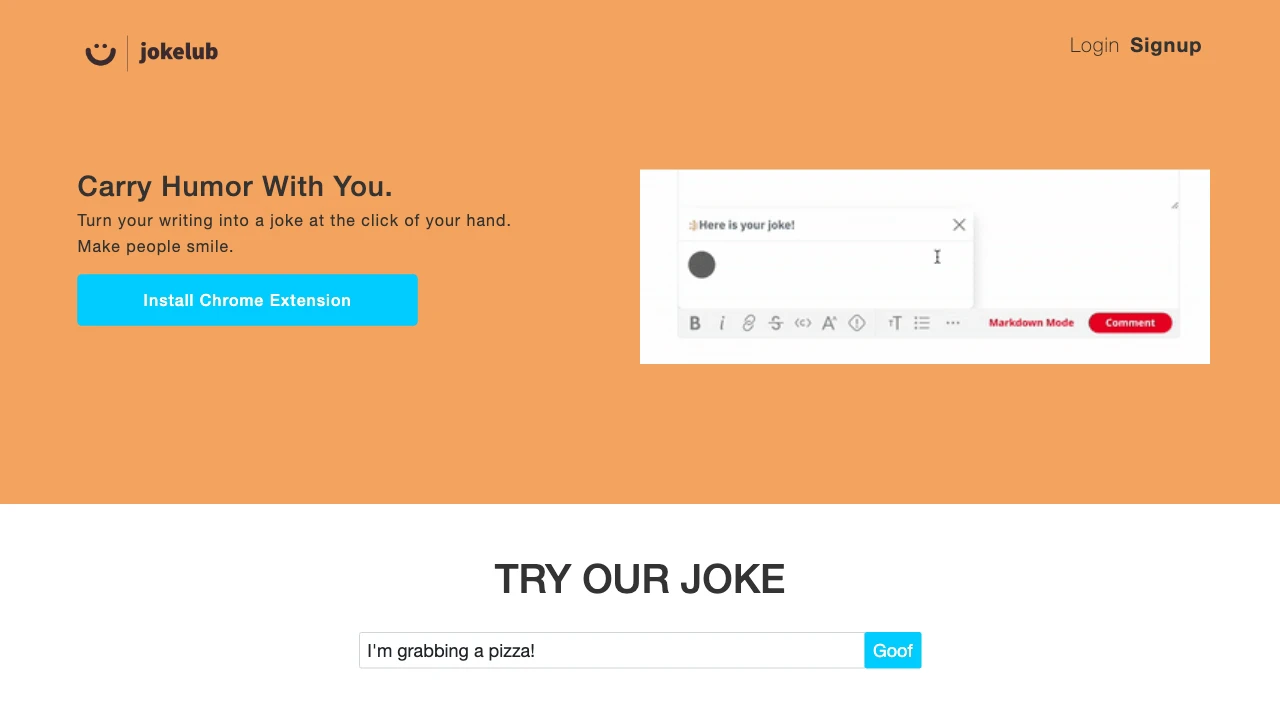 jokelub
Login Signup
Carry Humor With You.
Turn your writing into a joke at the click of your hand.
Make people smile.
Install Chrome Extension
:)Here is your joke!
B i S <c> A TT ... Markdown Mode Comment
TRY OUR JOKE
I'm grabbing a pizza! Goof